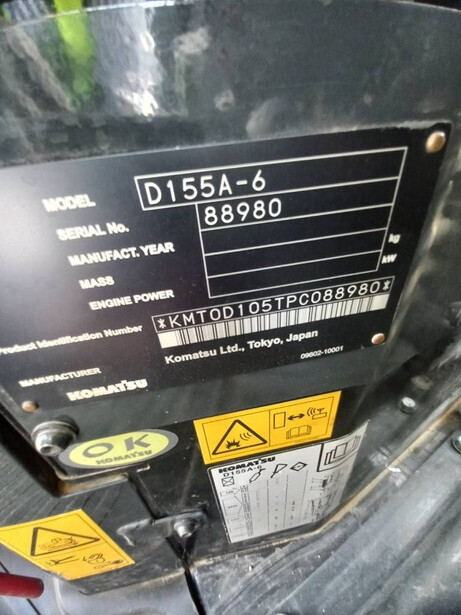 MODEL D155A-6
SERIAL No. 88980
MANUFACT. YEAR
MASS kg
ENGINE POWER kW
Product Identification Number *KMT0D105TPC088980*
MANUFACTURER Komatsu Ltd., Tokyo, Japan
KOMATSU 09602-10001
OK
KOMATSU
KOMATSU
D155A-6